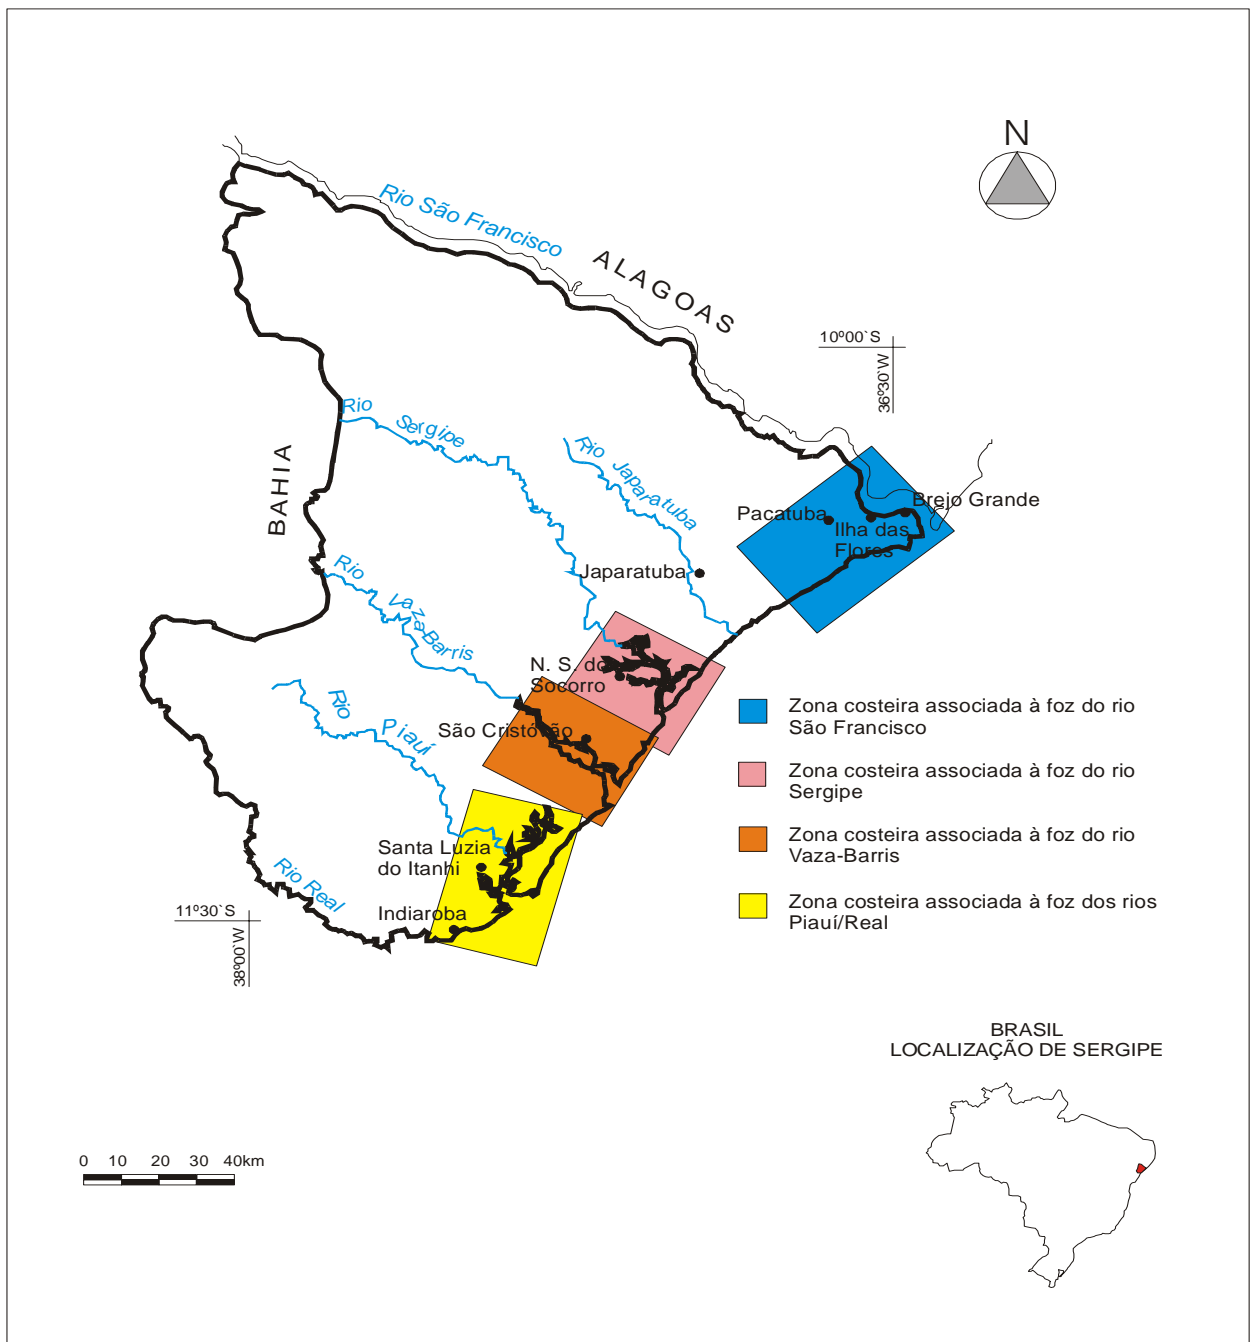 N
Rio São Francisco
ALAGOAS
10º00`S
36º30`W
Rio Sergipe
Rio Japaratuba
BAHIA
Brejo Grande
Pacatuba
Ilha das
Flores
Japaratuba
Rio Vaza-Barris
N. S. do
Socorro
Rio Piauí
São Cristóvão
Santa Luzia
do Itanhi
Rio Real
Indiaroba
11º30`S
38º00`W
Zona costeira associada à foz do rio
São Francisco
Zona costeira associada à foz do rio
Sergipe
Zona costeira associada à foz do rio
Vaza-Barris
Zona costeira associada à foz dos rios
Piauí/Real
BRASIL
LOCALIZAÇÃO DE SERGIPE
0 10 20 30 40km